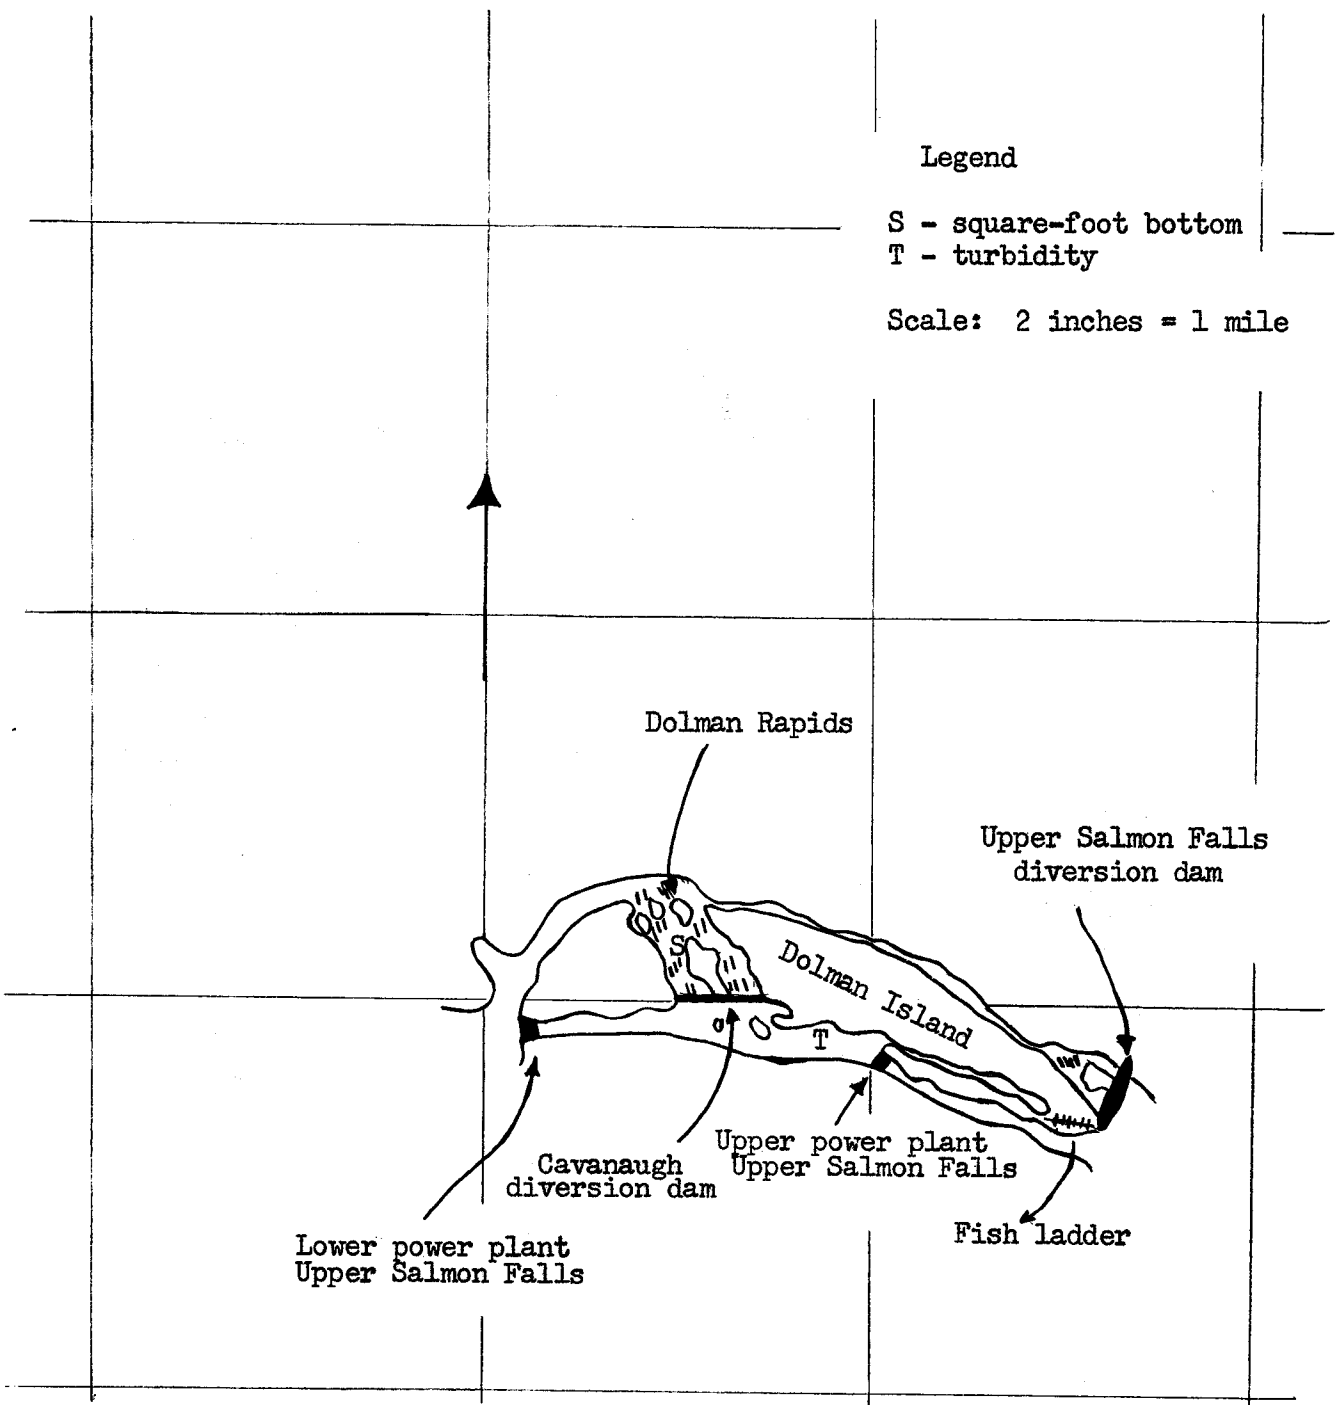 Legend
S - square-foot bottom
T - turbidity
Scale: 2 inches = 1 mile
Dolman Rapids
Upper Salmon Falls
diversion dam
S
Dolman Island
T
Upper power plant
Upper Salmon Falls
Cavanaugh
diversion dam
Fish ladder
Lower power plant
Upper Salmon Falls